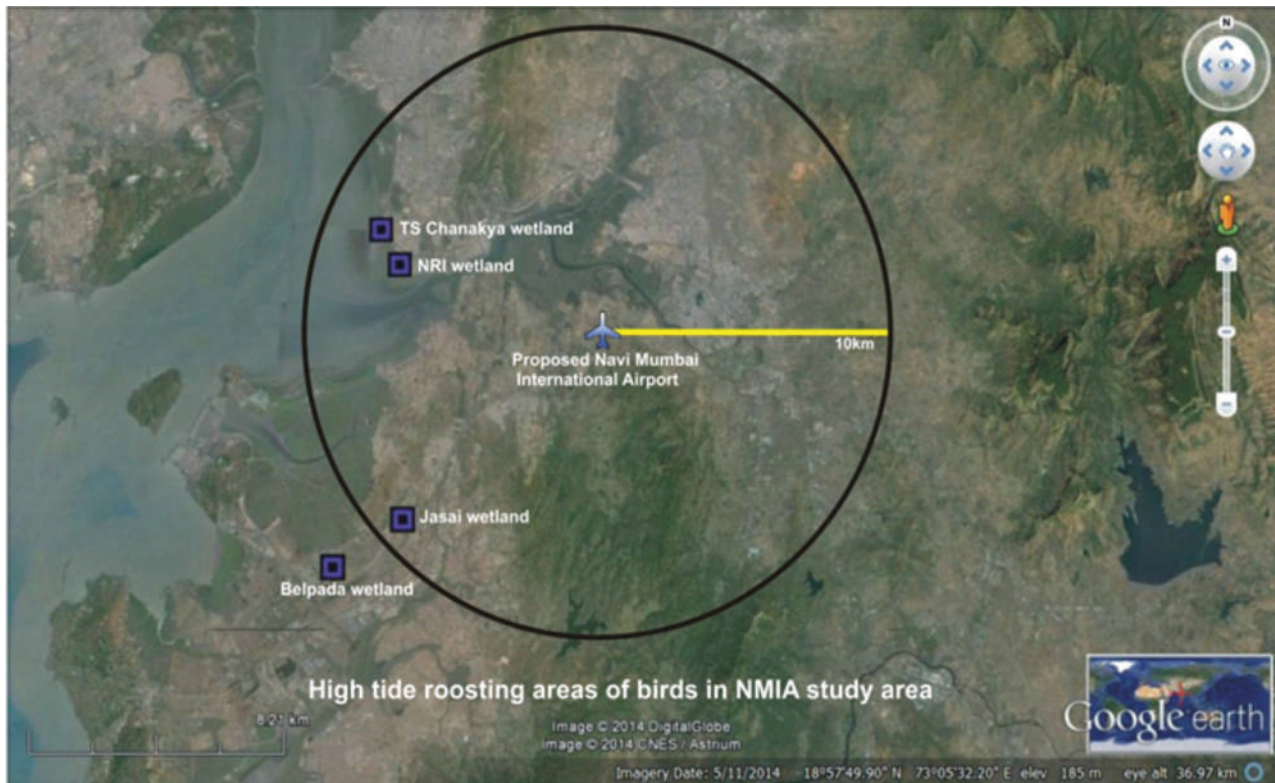 N
TS Chanakya wetland
NRI wetland
10km
Proposed Navi Mumbai
International Airport
Jasai wetland
Belpada wetland
High tide roosting areas of birds in NMIA study area
8.21 km
Image © 2014 DigitalGlobe
Image © 2014 CNES / Astrium
Google earth
Imagery Date: 5/11/2014 18°57'49.90" N 73°05'32.20" E elev 185 m eye alt 36.97 km